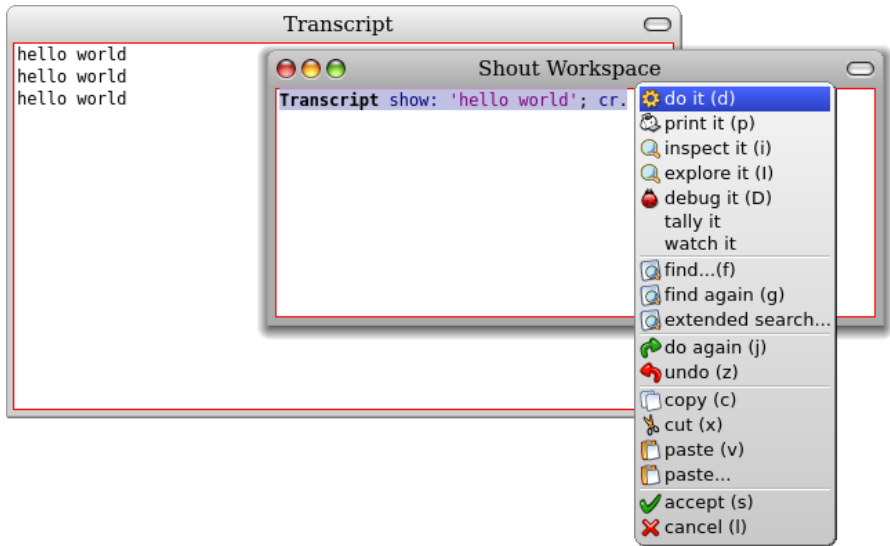 Transcript
hello world
hello world
hello world
Shout Workspace
Transcript show: 'hello world'; cr.
do it (d)
print it (p)
inspect it (i)
explore it (I)
debug it (D)
tally it
watch it
find...(f)
find again (g)
extended search...
do again (j)
undo (z)
copy (c)
cut (x)
paste (v)
paste...
accept (s)
cancel (l)